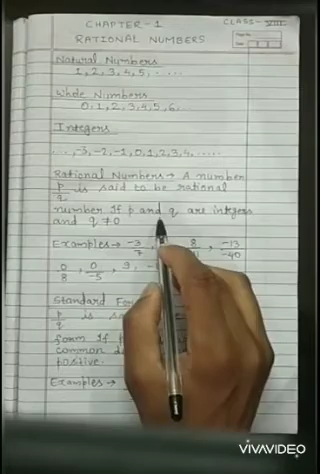 CHAPTER-1
CLASS-VIII
RATIONAL NUMBERS
Natural Numbers
1, 2, 3, 4, 5, ......
Whole Numbers
0, 1, 2, 3, 4, 5, 6, ...
Integers
..., -3, -2, -1, 0, 1, 2, 3, 4, .....
Rational Numbers → A number
p/q is said to be rational
number if p and q are integers
and q ≠ 0
Examples → -3/7, 8/ -13/-40
0/8, 0/-5, 9, -
Standard
p/q is
form if
common
positive.
Examples →
VIVAVIDEO